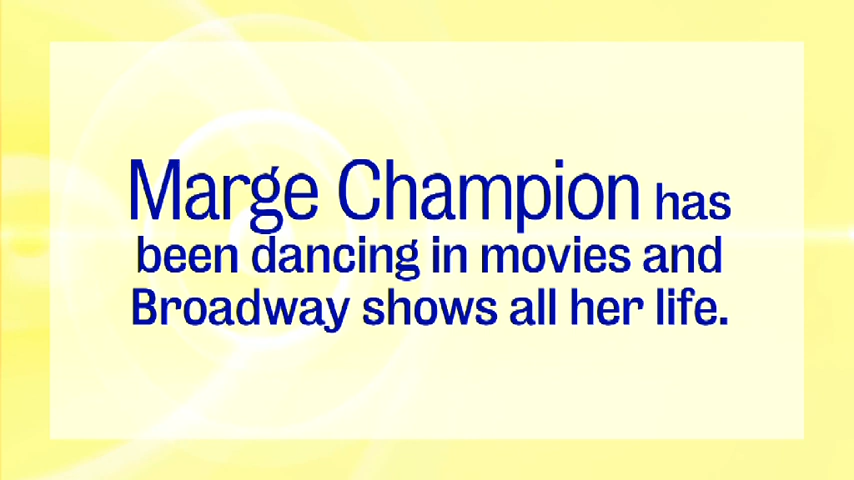 Marge Champion has
been dancing in movies and
Broadway shows all her life.